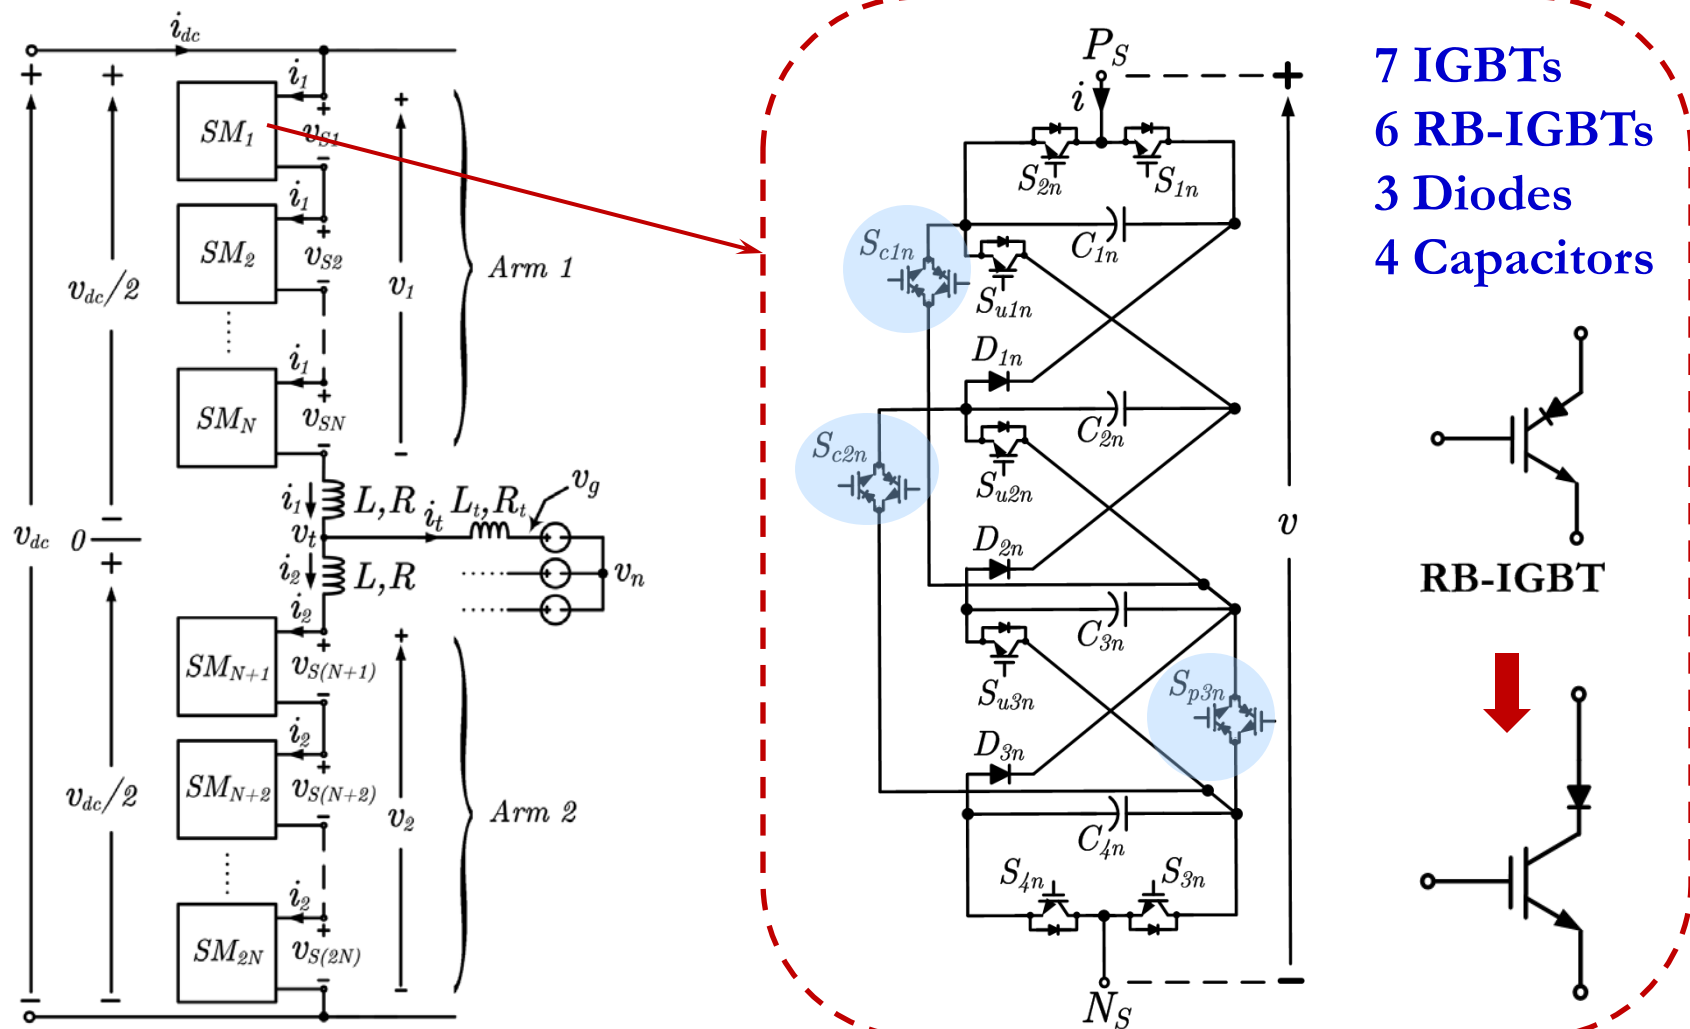 i_dc
+
+
v_dc
v_dc/2
−
0
+
v_dc/2
−
−
SM_1
i_1
+
v_S1
−
SM_2
i_1
+
v_S2
−
SM_N
i_1
+
v_SN
−
+
v_1
−
Arm 1
i_1
L,R
v_t
i_t
L_t,R_t
v_g
v_n
i_2
L,R
SM_N+1
i_2
+
v_S(N+1)
−
SM_N+2
i_2
+
v_S(N+2)
−
SM_2N
i_2
+
v_S(2N)
−
+
v_2
−
Arm 2
P_S
+
i
S_2n
S_1n
S_c1n
C_1n
S_u1n
D_1n
S_c2n
C_2n
S_u2n
v
D_2n
C_3n
S_u3n
S_p3n
D_3n
C_4n
S_4n
S_3n
N_S
−
7 IGBTs
6 RB-IGBTs
3 Diodes
4 Capacitors
RB-IGBT